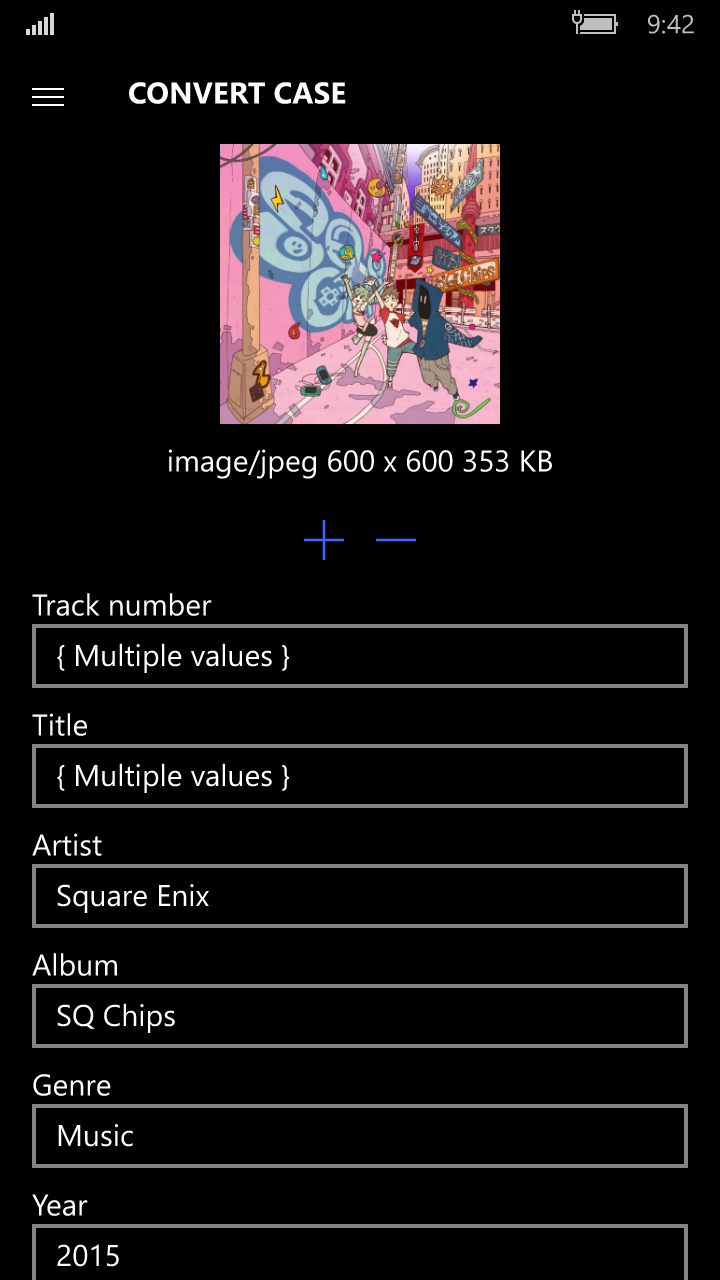 9:42
CONVERT CASE
image/jpeg 600 x 600 353 KB
Track number
{ Multiple values }
Title
{ Multiple values }
Artist
Square Enix
Album
SQ Chips
Genre
Music
Year
2015